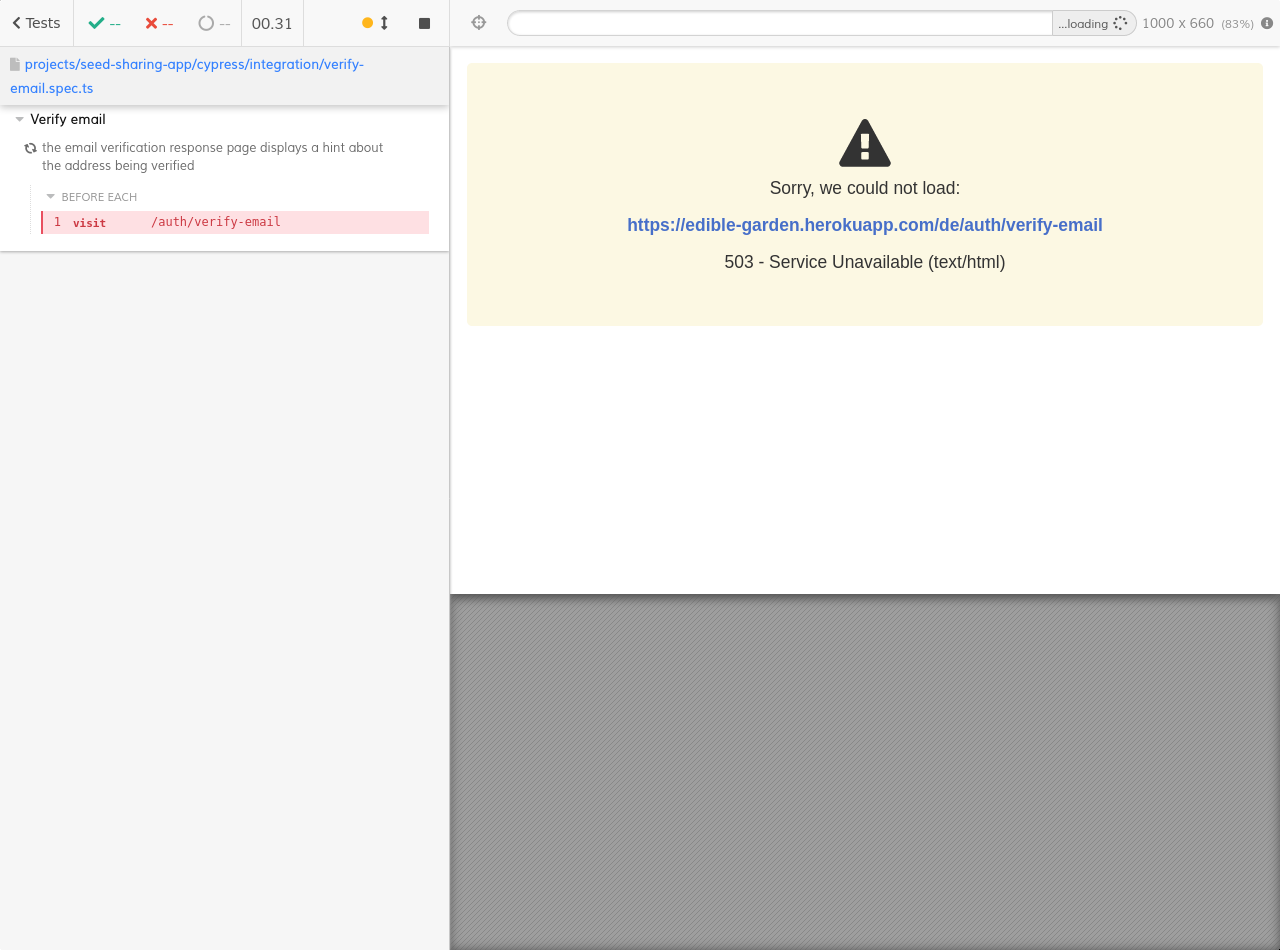 Tests
--
--
--
00.31
...loading
1000 x 660 (83%)
projects/seed-sharing-app/cypress/integration/verify-
email.spec.ts
Verify email
the email verification response page displays a hint about
the address being verified
BEFORE EACH
1 visit /auth/verify-email
Sorry, we could not load:
https://edible-garden.herokuapp.com/de/auth/verify-email
503 - Service Unavailable (text/html)